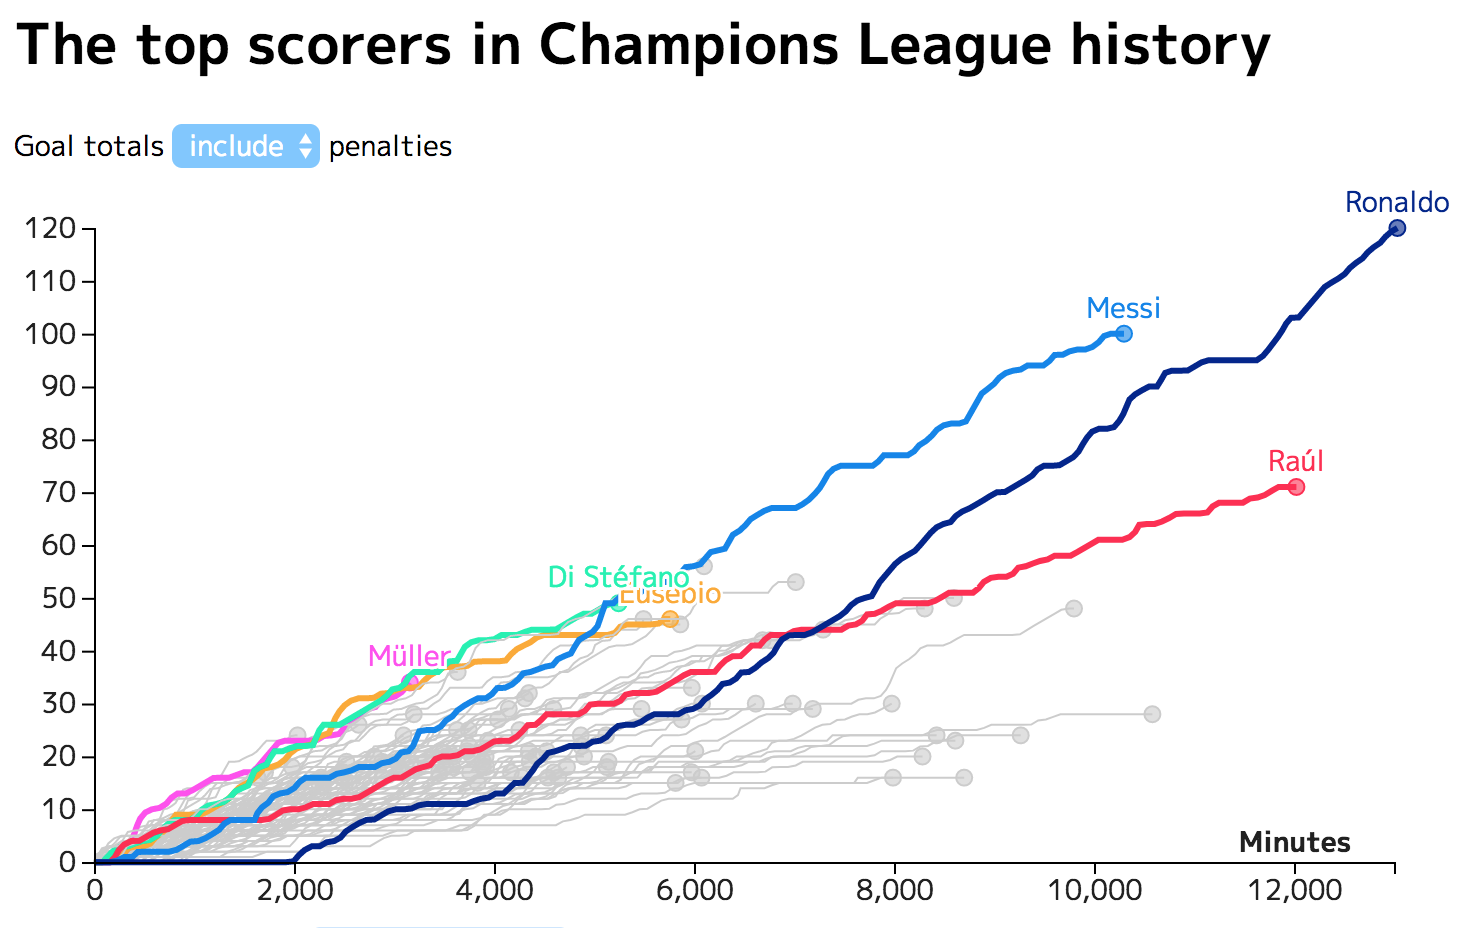 The top scorers in Champions League history
Goal totals include penalties
Ronaldo
120
110
Messi
100
90
80
Raúl
70
60
Di Stéfano
50
Eusébio
Müller
40
30
20
10
Minutes
0
0 2,000 4,000 6,000 8,000 10,000 12,000